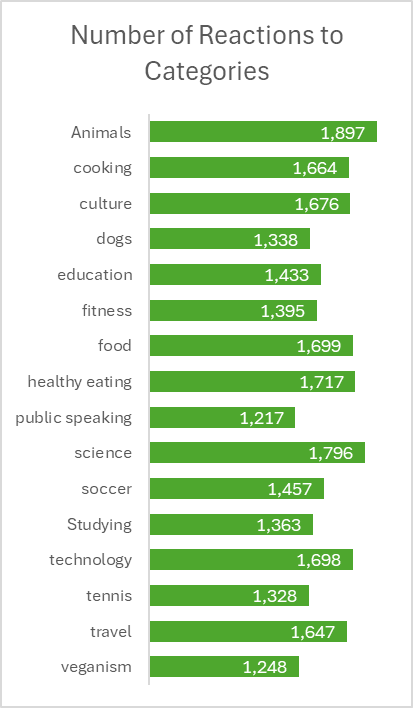 Number of Reactions to
Categories
Animals 1,897
cooking 1,664
culture 1,676
dogs 1,338
education 1,433
fitness 1,395
food 1,699
healthy eating 1,717
public speaking 1,217
science 1,796
soccer 1,457
Studying 1,363
technology 1,698
tennis 1,328
travel 1,647
veganism 1,248